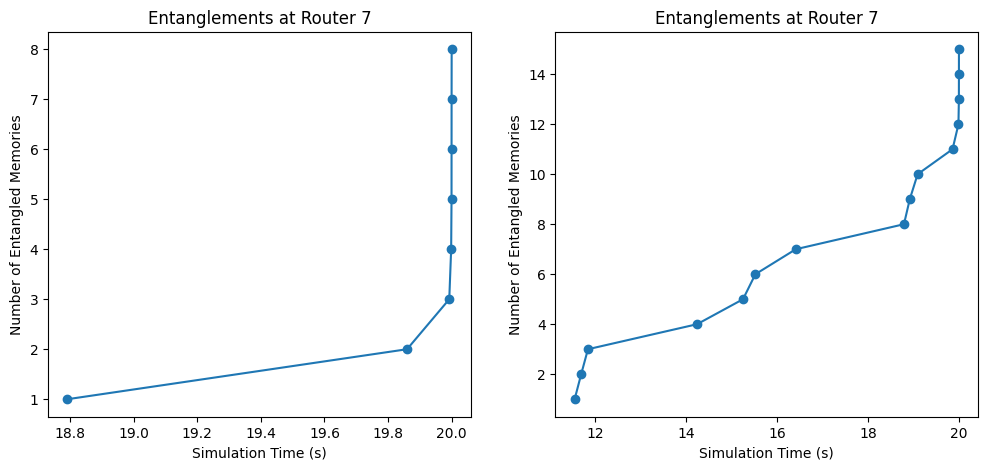 Entanglements at Router 7
Number of Entangled Memories
8
7
6
5
4
3
2
1
18.8 19.0 19.2 19.4 19.6 19.8 20.0
Simulation Time (s)
Entanglements at Router 7
Number of Entangled Memories
14
12
10
8
6
4
2
12 14 16 18 20
Simulation Time (s)